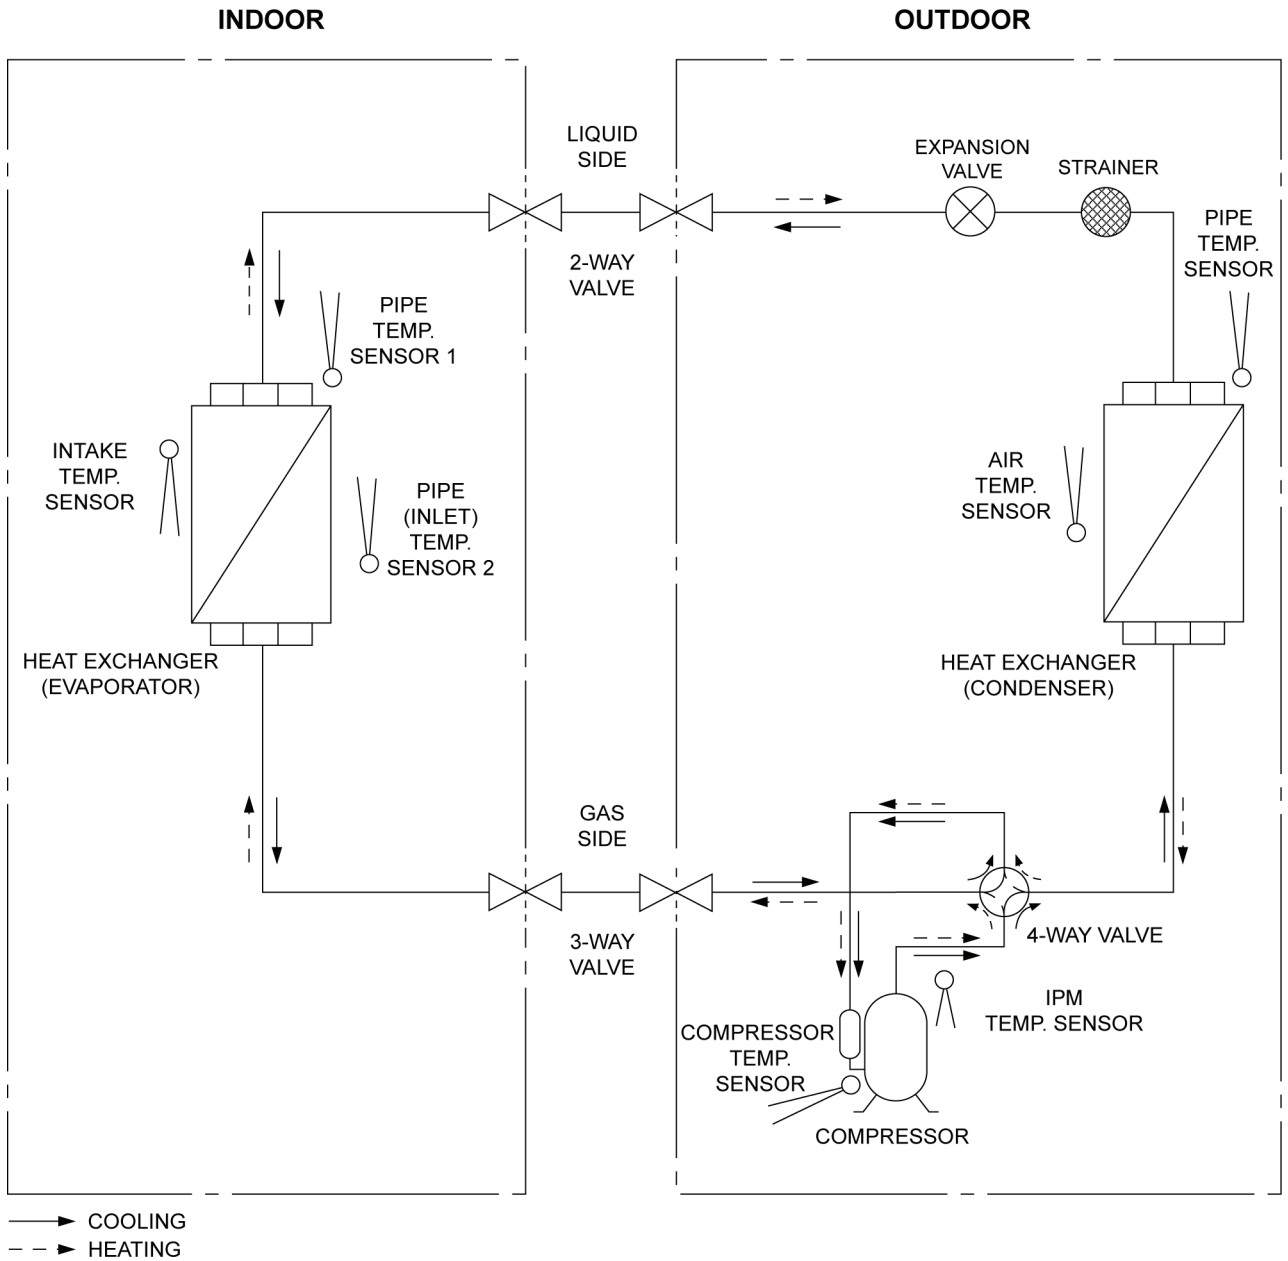 INDOOR
OUTDOOR
LIQUID
SIDE
EXPANSION
VALVE
STRAINER
PIPE
TEMP.
SENSOR
2-WAY
VALVE
PIPE
TEMP.
SENSOR 1
INTAKE
TEMP.
SENSOR
PIPE
(INLET)
TEMP.
SENSOR 2
AIR
TEMP.
SENSOR
HEAT EXCHANGER
(EVAPORATOR)
HEAT EXCHANGER
(CONDENSER)
GAS
SIDE
3-WAY
VALVE
4-WAY VALVE
IPM
TEMP. SENSOR
COMPRESSOR
TEMP.
SENSOR
COMPRESSOR
COOLING
HEATING